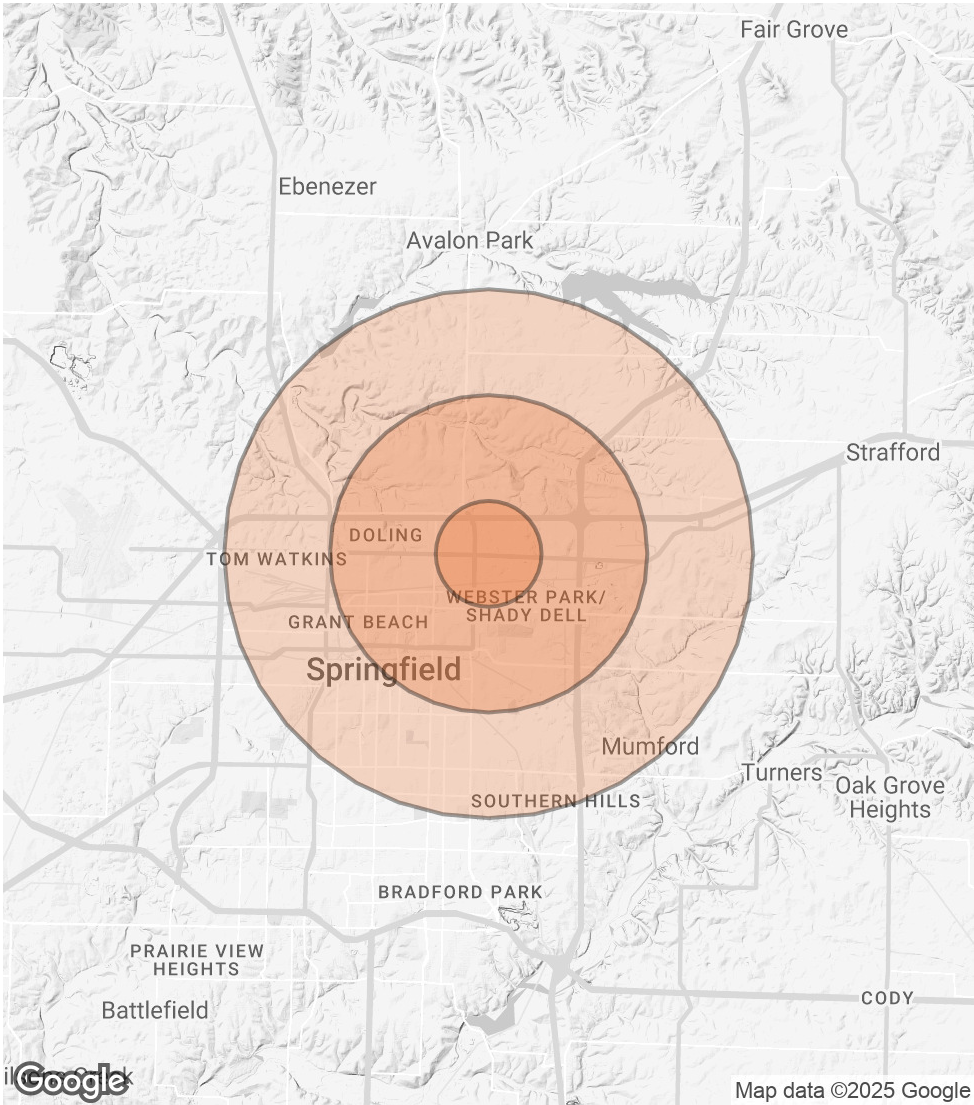 Fair Grove
Ebenezer
Avalon Park
Strafford
DOLING
TOM WATKINS
WEBSTER PARK/
SHADY DELL
GRANT BEACH
Springfield
Mumford
Turners
Oak Grove
Heights
SOUTHERN HILLS
BRADFORD PARK
PRAIRIE VIEW
HEIGHTS
CODY
Battlefield
Google
Map data ©2025 Google